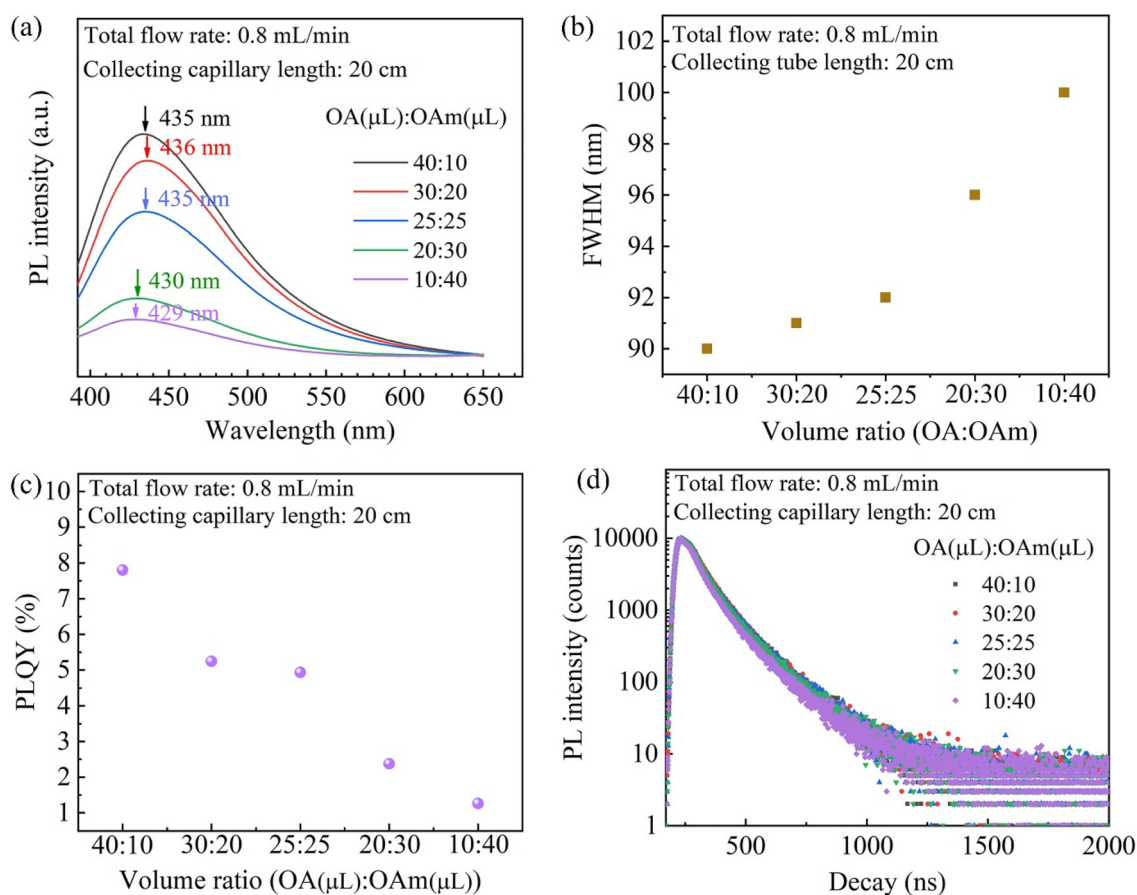 (a)
Total flow rate: 0.8 mL/min
Collecting capillary length: 20 cm
OA(μL):OAm(μL)
435 nm
436 nm
435 nm
430 nm
429 nm
40:10
30:20
25:25
20:30
10:40
PL intensity (a.u.)
400 450 500 550 600 650
Wavelength (nm)
(b)
Total flow rate: 0.8 mL/min
Collecting tube length: 20 cm
102
100
98
96
94
92
90
FWHM (nm)
40:10 30:20 25:25 20:30 10:40
Volume ratio (OA:OAm)
(c)
Total flow rate: 0.8 mL/min
Collecting capillary length: 20 cm
10
9
8
7
6
5
4
3
2
1
PLQY (%)
40:10 30:20 25:25 20:30 10:40
Volume ratio (OA(μL):OAm(μL))
(d)
Total flow rate: 0.8 mL/min
Collecting capillary length: 20 cm
OA(μL):OAm(μL)
40:10
30:20
25:25
20:30
10:40
10000
1000
100
10
1
PL intensity (counts)
500 1000 1500 2000
Decay (ns)